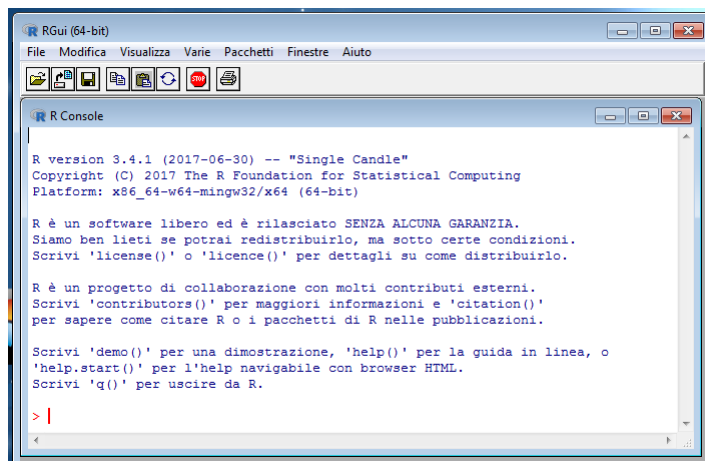 RGui (64-bit)
File Modifica Visualizza Varie Pacchetti Finestre Aiuto
STOP
R Console
R version 3.4.1 (2017-06-30) -- "Single Candle"
Copyright (C) 2017 The R Foundation for Statistical Computing
Platform: x86_64-w64-mingw32/x64 (64-bit)
R è un software libero ed è rilasciato SENZA ALCUNA GARANZIA.
Siamo ben lieti se potrai redistribuirlo, ma sotto certe condizioni.
Scrivi 'license()' o 'licence()' per dettagli su come distribuirlo.
R è un progetto di collaborazione con molti contributi esterni.
Scrivi 'contributors()' per maggiori informazioni e 'citation()'
per sapere come citare R o i pacchetti di R nelle pubblicazioni.
Scrivi 'demo()' per una dimostrazione, 'help()' per la guida in linea, o
'help.start()' per l'help navigabile con browser HTML.
Scrivi 'q()' per uscire da R.
>